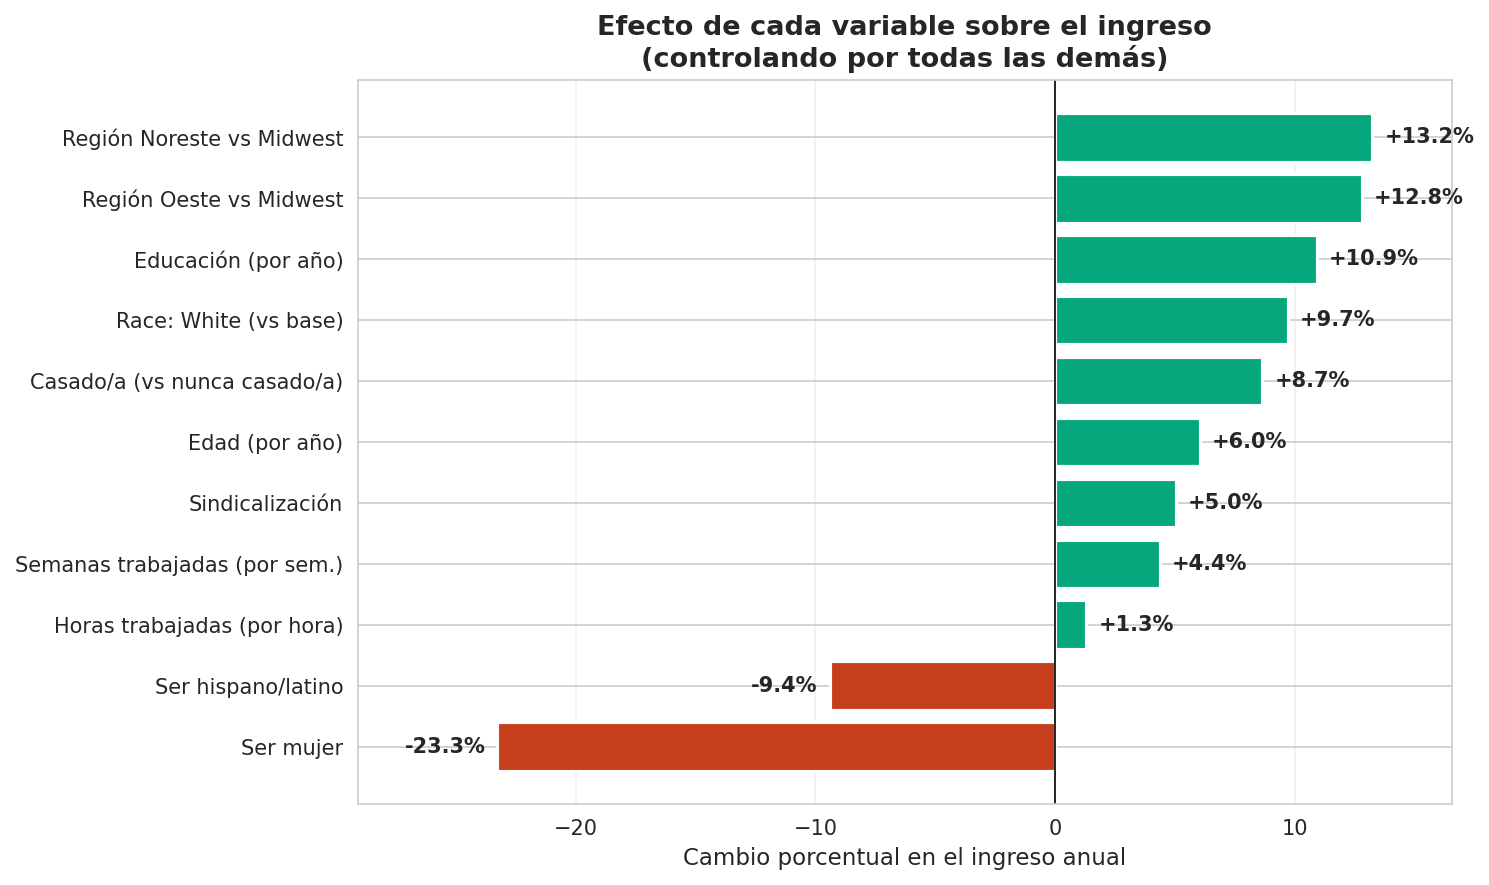 Efecto de cada variable sobre el ingreso
(controlando por todas las demás)
Región Noreste vs Midwest +13.2%
Región Oeste vs Midwest +12.8%
Educación (por año) +10.9%
Race: White (vs base) +9.7%
Casado/a (vs nunca casado/a) +8.7%
Edad (por año) +6.0%
Sindicalización +5.0%
Semanas trabajadas (por sem.) +4.4%
Horas trabajadas (por hora) +1.3%
Ser hispano/latino -9.4%
Ser mujer -23.3%
−20 −10 0 10
Cambio porcentual en el ingreso anual